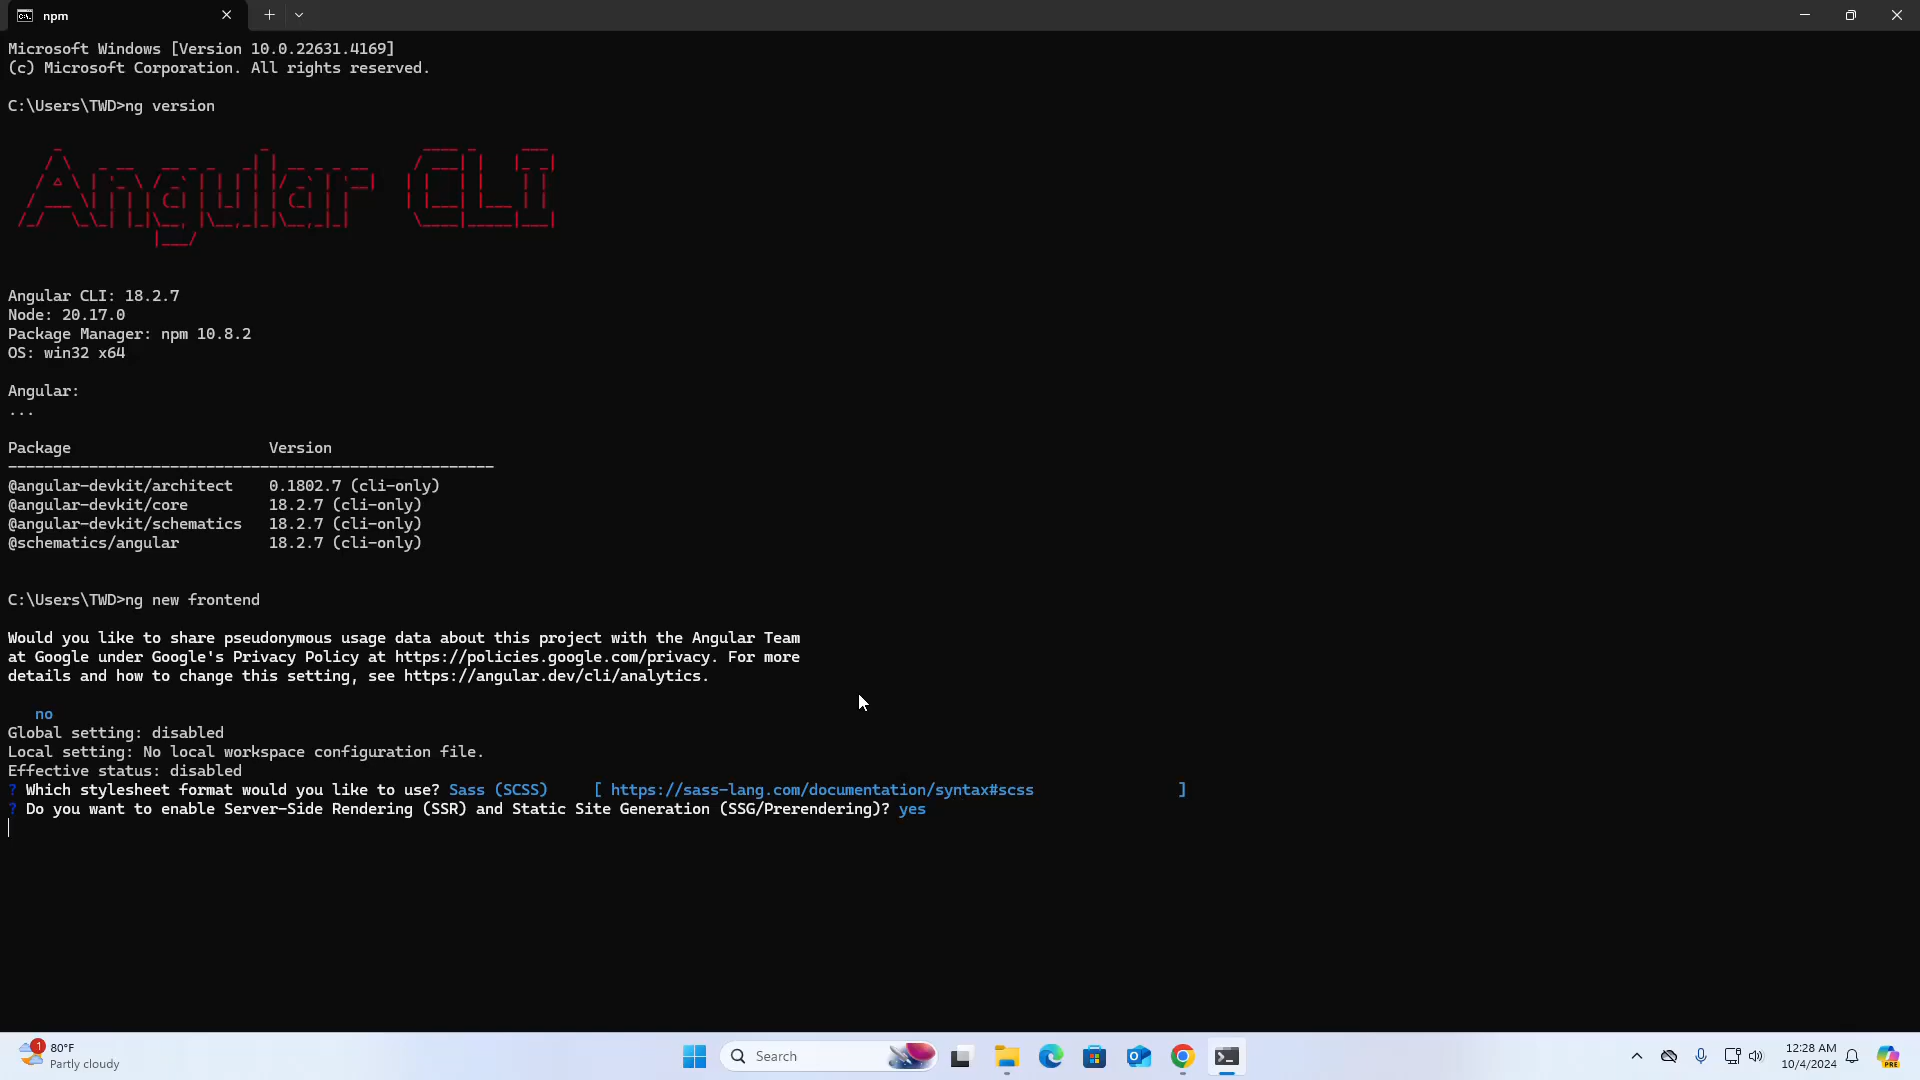 npm
Microsoft Windows [Version 10.0.22631.4169]
(c) Microsoft Corporation. All rights reserved.
C:\Users\TWD>ng version
Angular CLI
Angular CLI: 18.2.7
Node: 20.17.0
Package Manager: npm 10.8.2
OS: win32 x64
Angular:
...
Package Version
------------------------------------------------------
@angular-devkit/architect 0.1802.7 (cli-only)
@angular-devkit/core 18.2.7 (cli-only)
@angular-devkit/schematics 18.2.7 (cli-only)
@schematics/angular 18.2.7 (cli-only)
C:\Users\TWD>ng new frontend
Would you like to share pseudonymous usage data about this project with the Angular Team
at Google under Google's Privacy Policy at https://policies.google.com/privacy. For more
details and how to change this setting, see https://angular.dev/cli/analytics.
no
Global setting: disabled
Local setting: No local workspace configuration file.
Effective status: disabled
? Which stylesheet format would you like to use? Sass (SCSS) [ https://sass-lang.com/documentation/syntax#scss ]
? Do you want to enable Server-Side Rendering (SSR) and Static Site Generation (SSG/Prerendering)? yes
1
80°F
Partly cloudy
Search
12:28 AM
10/4/2024
PRE